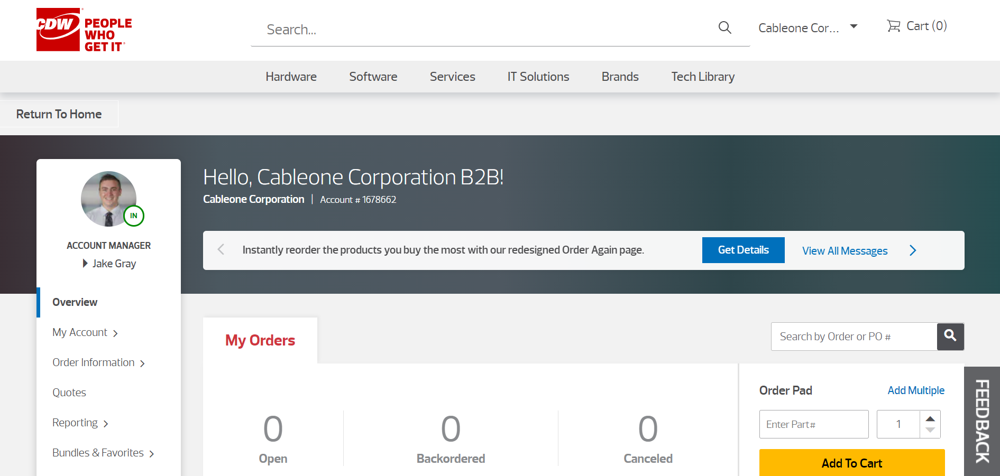 CDW
PEOPLE
WHO
GET IT
Search...
Cableone Cor...
Cart (0)
Hardware
Software
Services
IT Solutions
Brands
Tech Library
Return To Home
IN
ACCOUNT MANAGER
Jake Gray
Overview
My Account
Order Information
Quotes
Reporting
Bundles & Favorites
Hello, Cableone Corporation B2B!
Cableone Corporation | Account # 1678662
Instantly reorder the products you buy the most with our redesigned Order Again page.
Get Details
View All Messages
My Orders
Search by Order or PO #
0
Open
0
Backordered
0
Canceled
Order Pad
Add Multiple
Enter Part#
1
Add To Cart
FEEDBACK